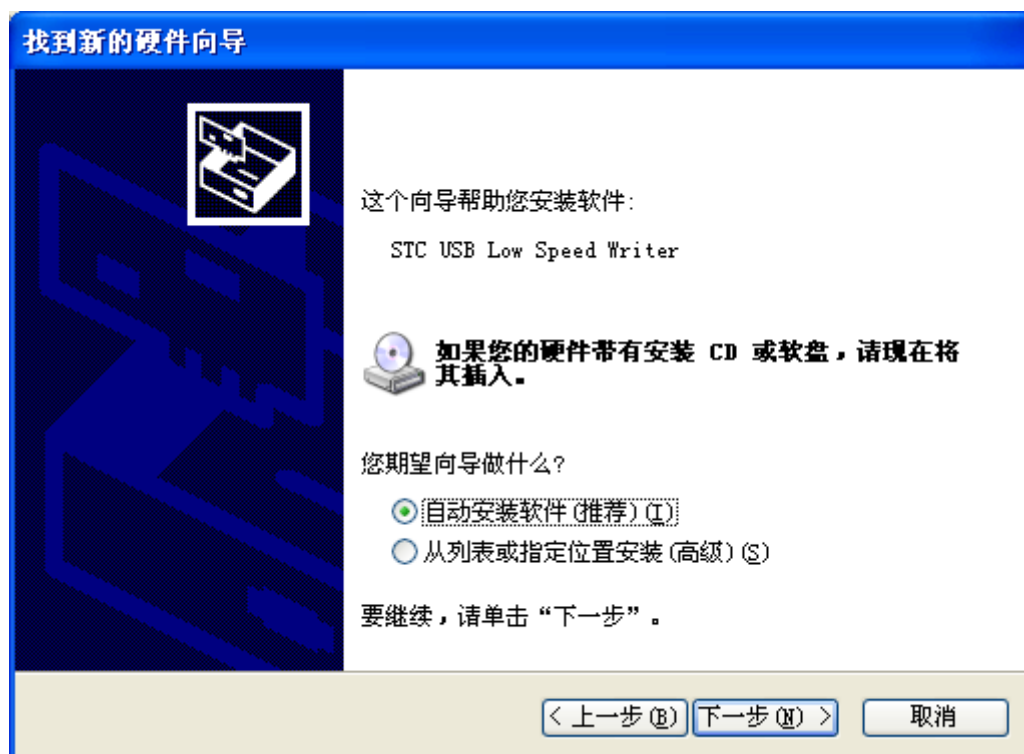 找到新的硬件向导
这个向导帮助您安装软件:
STC USB Low Speed Writer
如果您的硬件带有安装 CD 或软盘，请现在将
其插入。
您期望向导做什么?
自动安装软件(推荐)(I)
从列表或指定位置安装(高级)(S)
要继续，请单击“下一步”。
< 上一步(B) 下一步(N) > 取消